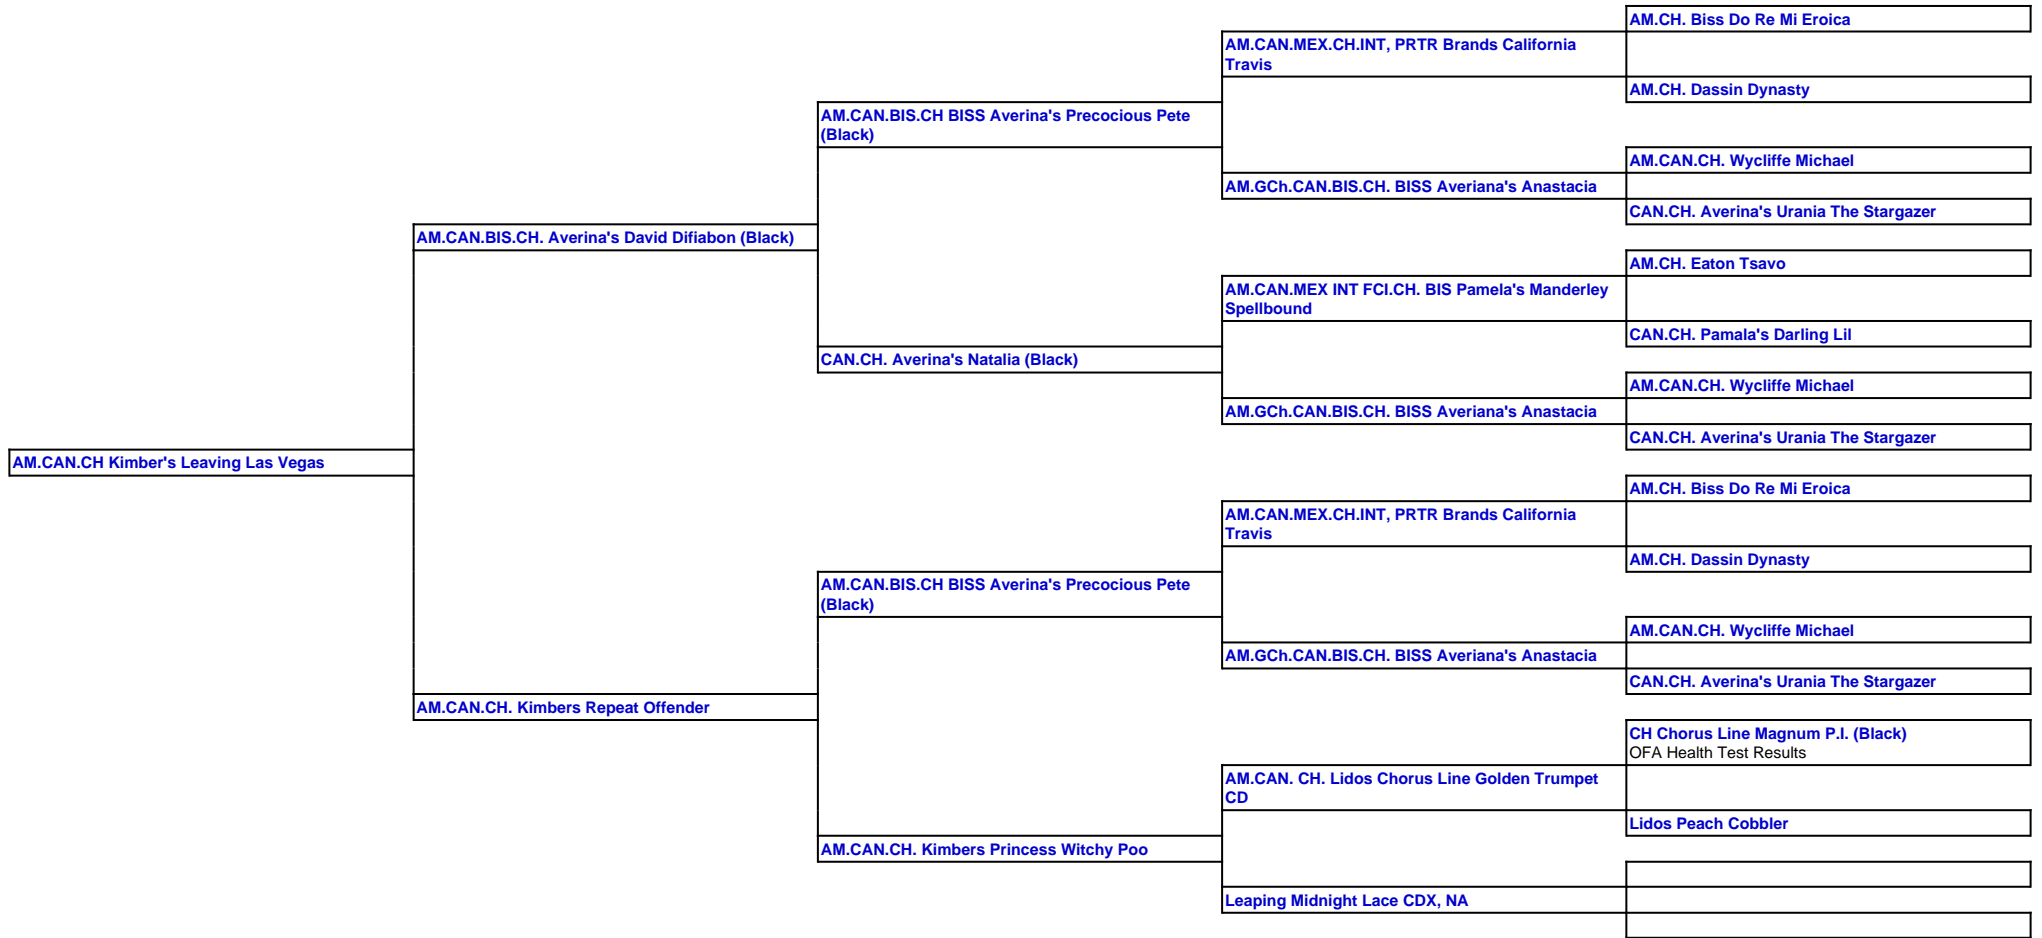 AM.CH. Biss Do Re Mi Eroica
AM.CAN.MEX.CH.INT, PRTR Brands California
Travis
AM.CH. Dassin Dynasty
AM.CAN.BIS.CH BISS Averina's Precocious Pete
(Black)
AM.CAN.CH. Wycliffe Michael
AM.GCh.CAN.BIS.CH. BISS Averiana's Anastacia
CAN.CH. Averina's Urania The Stargazer
AM.CAN.BIS.CH. Averina's David Difiabon (Black)
AM.CH. Eaton Tsavo
AM.CAN.MEX INT FCI.CH. BIS Pamela's Manderley
Spellbound
CAN.CH. Pamala's Darling Lil
CAN.CH. Averina's Natalia (Black)
AM.CAN.CH. Wycliffe Michael
AM.GCh.CAN.BIS.CH. BISS Averiana's Anastacia
CAN.CH. Averina's Urania The Stargazer
AM.CAN.CH Kimber's Leaving Las Vegas
AM.CH. Biss Do Re Mi Eroica
AM.CAN.MEX.CH.INT, PRTR Brands California
Travis
AM.CH. Dassin Dynasty
AM.CAN.BIS.CH BISS Averina's Precocious Pete
(Black)
AM.CAN.CH. Wycliffe Michael
AM.GCh.CAN.BIS.CH. BISS Averiana's Anastacia
CAN.CH. Averina's Urania The Stargazer
AM.CAN.CH. Kimbers Repeat Offender
CH Chorus Line Magnum P.I. (Black)
OFA Health Test Results
AM.CAN. CH. Lidos Chorus Line Golden Trumpet
CD
Lidos Peach Cobbler
AM.CAN.CH. Kimbers Princess Witchy Poo
Leaping Midnight Lace CDX, NA